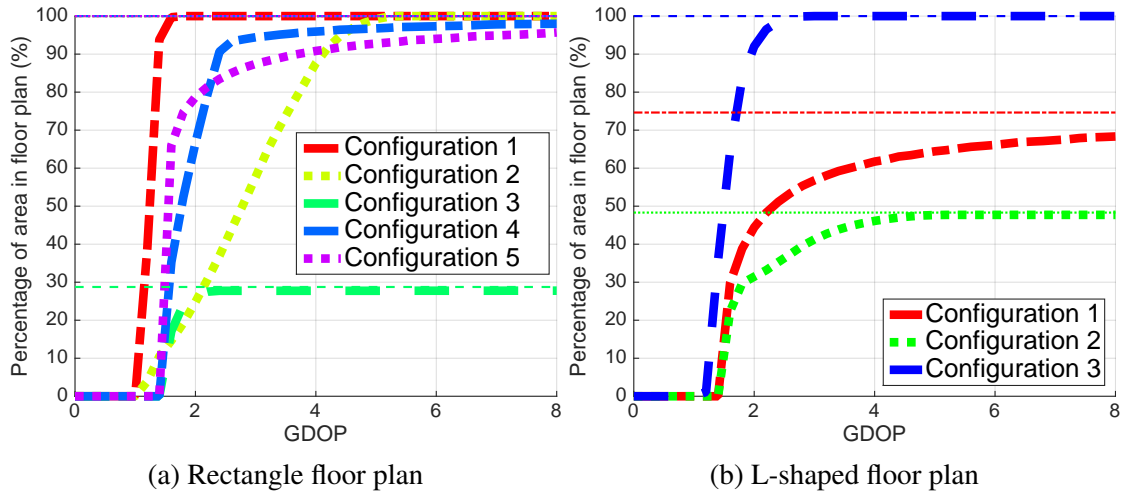 Percentage of area in floor plan (%)
100
90
80
70
60
50
40
30
20
10
0
0 2 4 6 8
GDOP
Configuration 1
Configuration 2
Configuration 3
Configuration 4
Configuration 5
(a) Rectangle floor plan
Percentage of area in floor plan (%)
100
90
80
70
60
50
40
30
20
10
0
0 2 4 6 8
GDOP
Configuration 1
Configuration 2
Configuration 3
(b) L-shaped floor plan